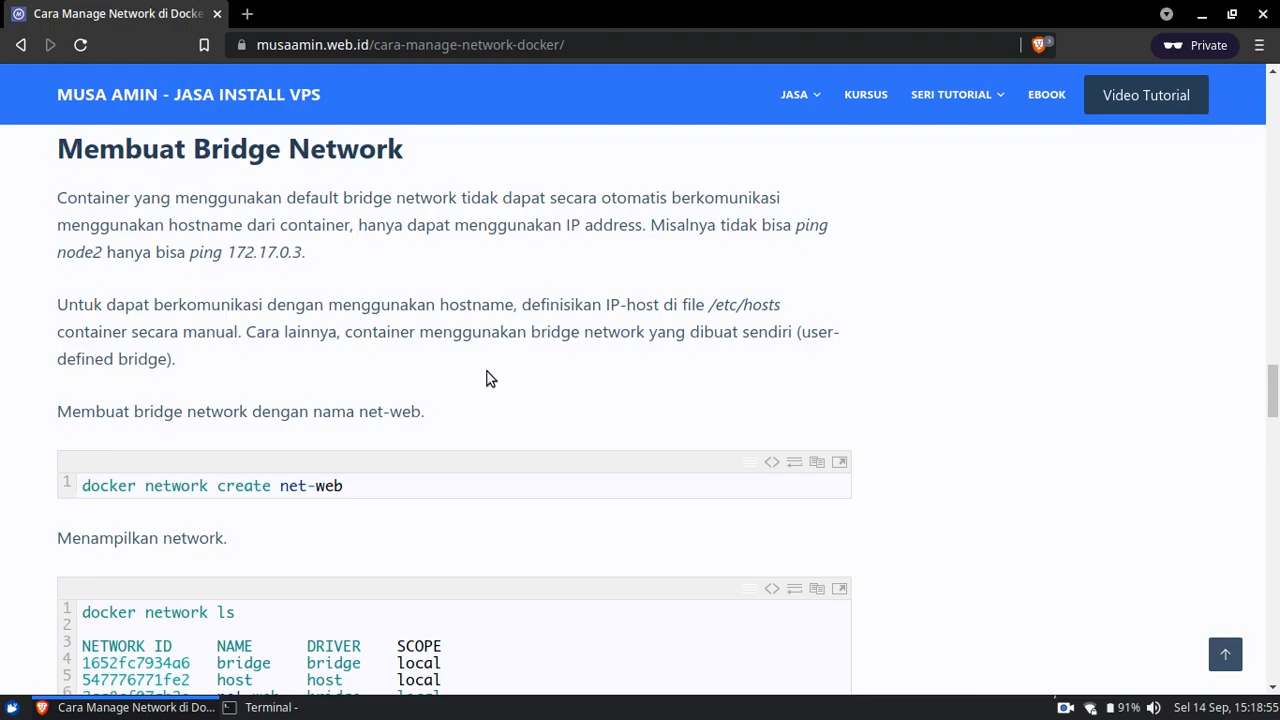 Cara Manage Network di Docke
musaamin.web.id/cara-manage-network-docker/
3
Private
MUSA AMIN - JASA INSTALL VPS
JASA
KURSUS
SERI TUTORIAL
EBOOK
Video Tutorial
Membuat Bridge Network
Container yang menggunakan default bridge network tidak dapat secara otomatis berkomunikasi
menggunakan hostname dari container, hanya dapat menggunakan IP address. Misalnya tidak bisa ping
node2 hanya bisa ping 172.17.0.3.
Untuk dapat berkomunikasi dengan menggunakan hostname, definisikan IP-host di file /etc/hosts
container secara manual. Cara lainnya, container menggunakan bridge network yang dibuat sendiri (user-
defined bridge).
Membuat bridge network dengan nama net-web.
1 docker network create net-web
Menampilkan network.
1 docker network ls
2
3 NETWORK ID NAME DRIVER SCOPE
4 1652fc7934a6 bridge bridge local
5 547776771fe2 host host local
6
Cara Manage Network di Do...
Terminal -
91%
Sel 14 Sep, 15:18:55